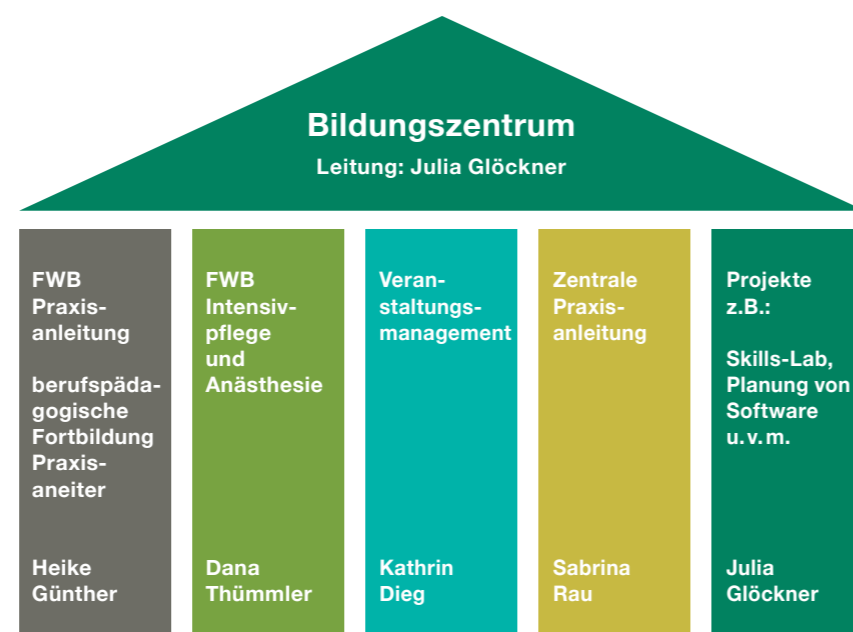 Bildungszentrum
Leitung: Julia Glöckner
FWB
Praxis-
anleitung
berufspäda-
gogische
Fortbildung
Praxis-
aneiter
Heike
Günther
FWB
Intensiv-
pflege
und
Anästhesie
Dana
Thümmler
Veran-
staltungs-
management
Kathrin
Dieg
Zentrale
Praxis-
anleitung
Sabrina
Rau
Projekte
z.B.:
Skills-Lab,
Planung von
Software
u.v.m.
Julia
Glöckner